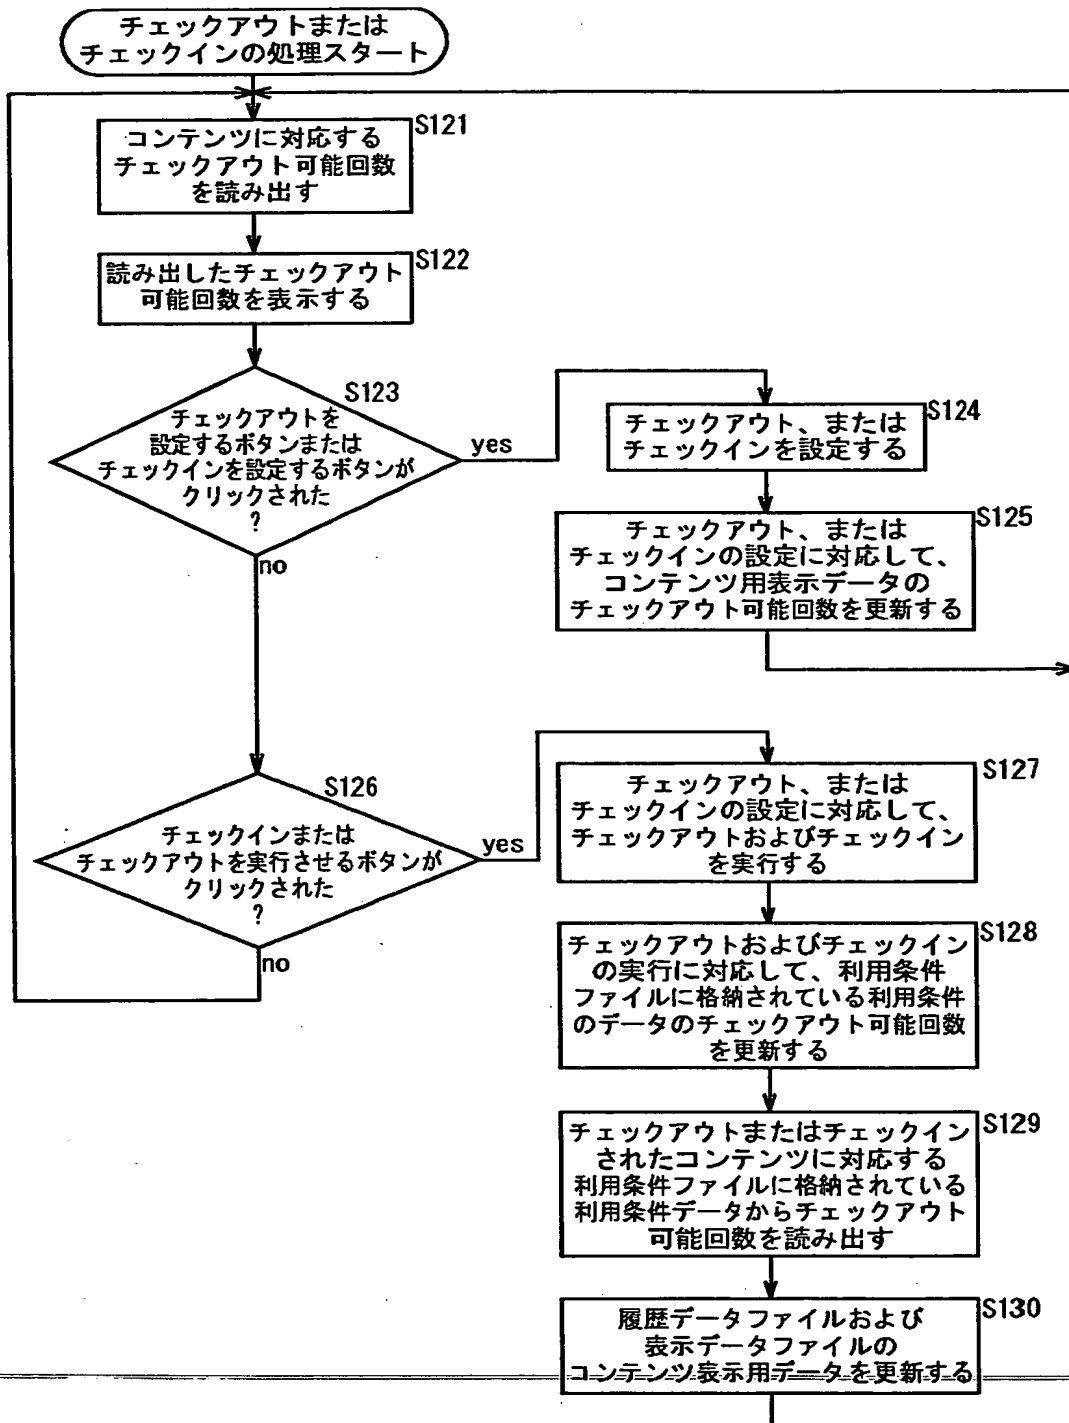 チェックアウトまたは
チェックインの処理スタート
S121
コンテンツに対応する
チェックアウト可能回数
を読み出す
S122
読み出したチェックアウト
可能回数を表示する
S123
チェックアウトを
設定するボタンまたは
チェックインを設定するボタンが
クリックされた
?
yes
no
S124
チェックアウト、または
チェックインを設定する
S125
チェックアウト、または
チェックインの設定に対応して、
コンテンツ用表示データの
チェックアウト可能回数を更新する
S126
チェックインまたは
チェックアウトを実行させるボタンが
クリックされた
?
yes
no
S127
チェックアウト、または
チェックインの設定に対応して、
チェックアウトおよびチェックイン
を実行する
S128
チェックアウトおよびチェックイン
の実行に対応して、利用条件
ファイルに格納されている利用条件
のデータのチェックアウト可能回数
を更新する
S129
チェックアウトまたはチェックイン
されたコンテンツに対応する
利用条件ファイルに格納されている
利用条件データからチェックアウト
可能回数を読み出す
S130
履歴データファイルおよび
表示データファイルの
コンテンツ表示用データを更新する